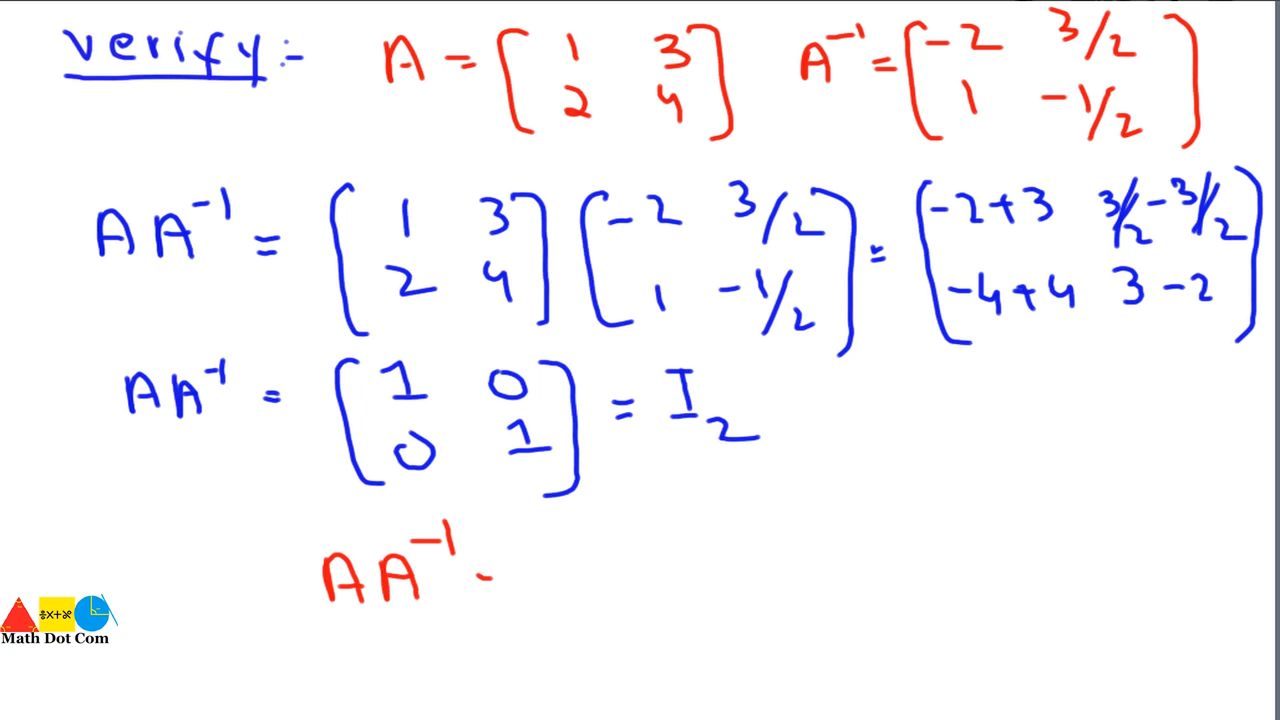 verify:- A = [ 1 3 A⁻¹ = [ -2 3/2
2 4 ] 1 -1/2 ]
AA⁻¹ = [ 1 3 [ -2 3/2 = [ -2+3 3/2-3/2
2 4 ] 1 -1/2 ] -4+4 3-2 ]
AA⁻¹ = [ 1 0 = I₂
0 1 ]
AA⁻¹ -
÷x+
Math Dot Com